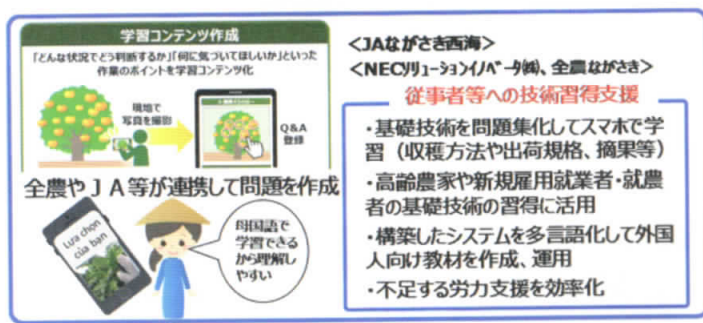 学習コンテンツ作成
「どんな状況でどう判断するか」「何に気づいてほしいか」といった
作業のポイントを学習コンテンツ化
現場で
写真を撮影
Q&A
登録
全農やJA等が連携して問題を作成
Lựa chọn
của bạn
母国語で
学習できる
から理解し
やすい
<JAながさき西海>
<NECソリューションイノベータ㈱、全農ながさき>
従事者等への技術習得支援
・基礎技術を問題集化してスマホで学
習（収穫方法や出荷規格、摘果等）
・高齢農家や新規雇用就業者・就農
者の基礎技術の習得に活用
・構築したシステムを多言語化して外国
人向け教材を作成、運用
・不足する労力支援を効率化